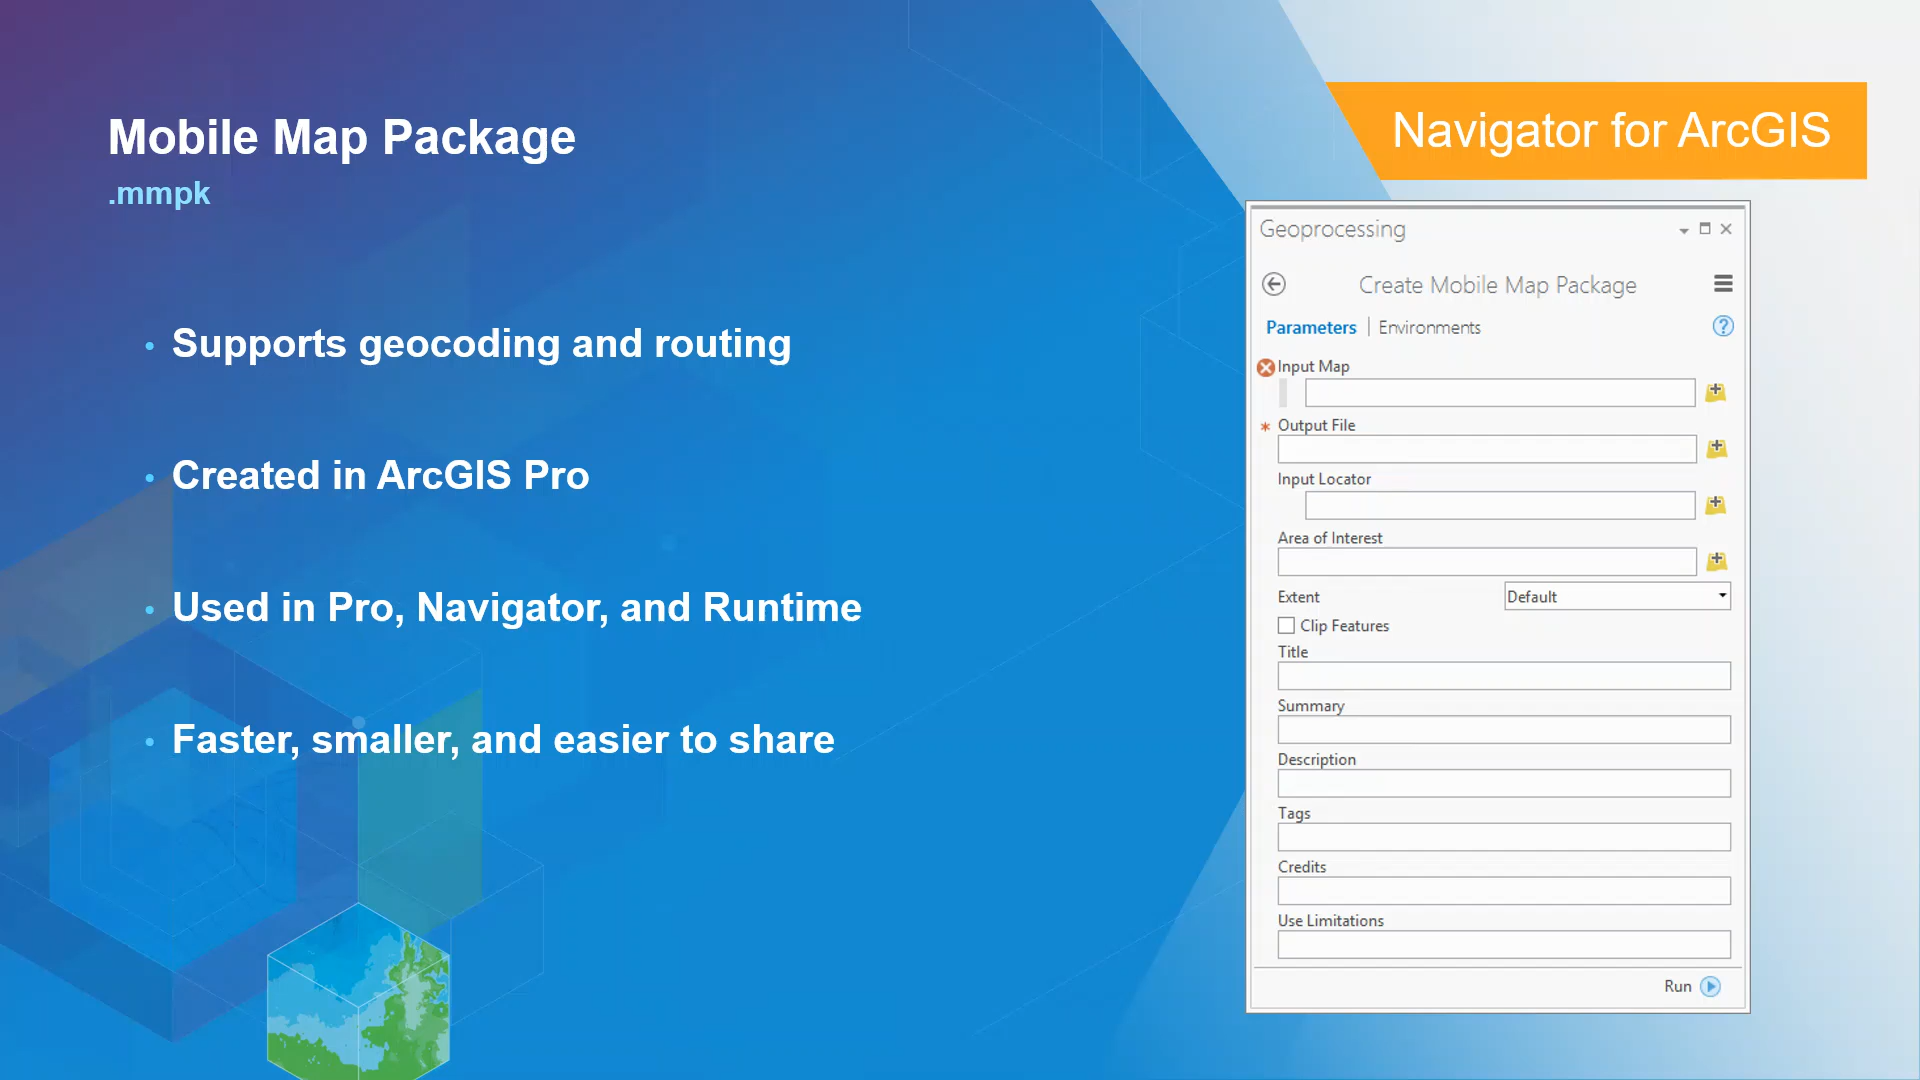 Mobile Map Package
.mmpk
• Supports geocoding and routing
• Created in ArcGIS Pro
• Used in Pro, Navigator, and Runtime
• Faster, smaller, and easier to share
Navigator for ArcGIS
Geoprocessing
Create Mobile Map Package
Parameters | Environments
Input Map
* Output File
Input Locator
Area of Interest
Extent Default
Clip Features
Title
Summary
Description
Tags
Credits
Use Limitations
Run